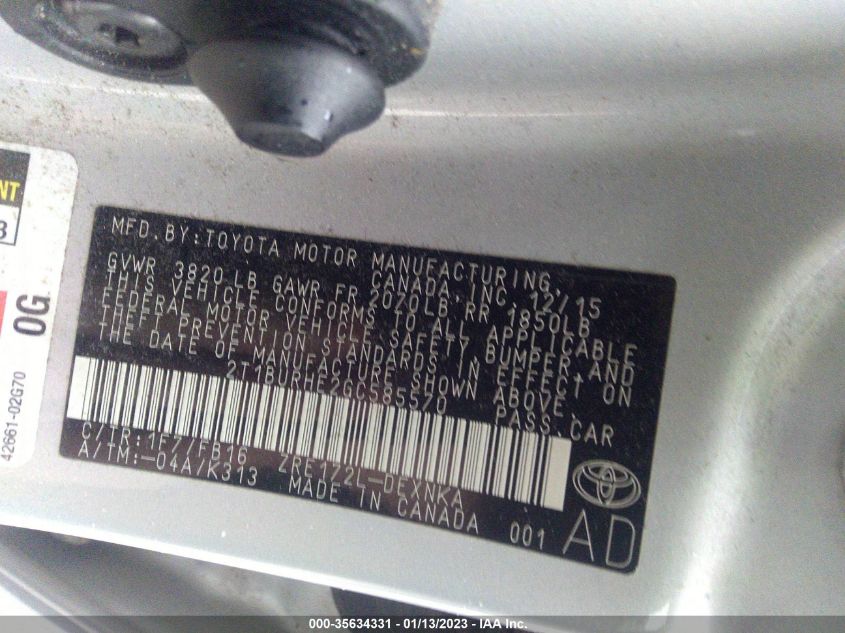 MFD. BY: TOYOTA MOTOR MANUFACTURING,
CANADA, INC. 12/15
GVWR 3820 LB GAWR FR 2070LB RR 1850LB
THIS VEHICLE CONFORMS TO ALL APPLICABLE
FEDERAL MOTOR VEHICLE SAFETY, BUMPER AND
THEFT PREVENTION STANDARDS IN EFFECT ON
THE DATE OF MANUFACTURE SHOWN ABOVE.
2T1BURHE2GC585570 PASS.CAR
C/TR:1F7/FB16 ZRE172L-DEXNKA
A/TM:-04A/K313 MADE IN CANADA 001 AD
0G
42661-02G70
000-35634331 - 01/13/2023 - IAA Inc.